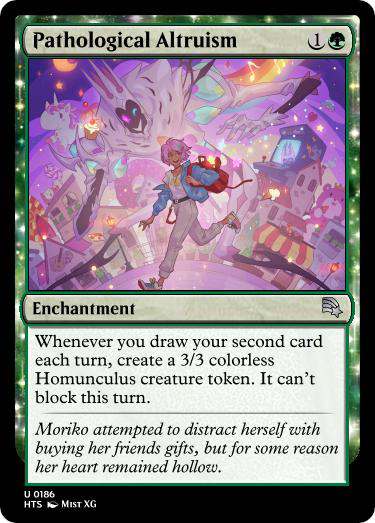 Pathological Altruism 1
Enchantment
Whenever you draw your second card
each turn, create a 3/3 colorless
Homunculus creature token. It can't
block this turn.
Moriko attempted to distract herself with
buying her friends gifts, but for some reason
her heart remained hollow.
U 0186
HTS Mist XG